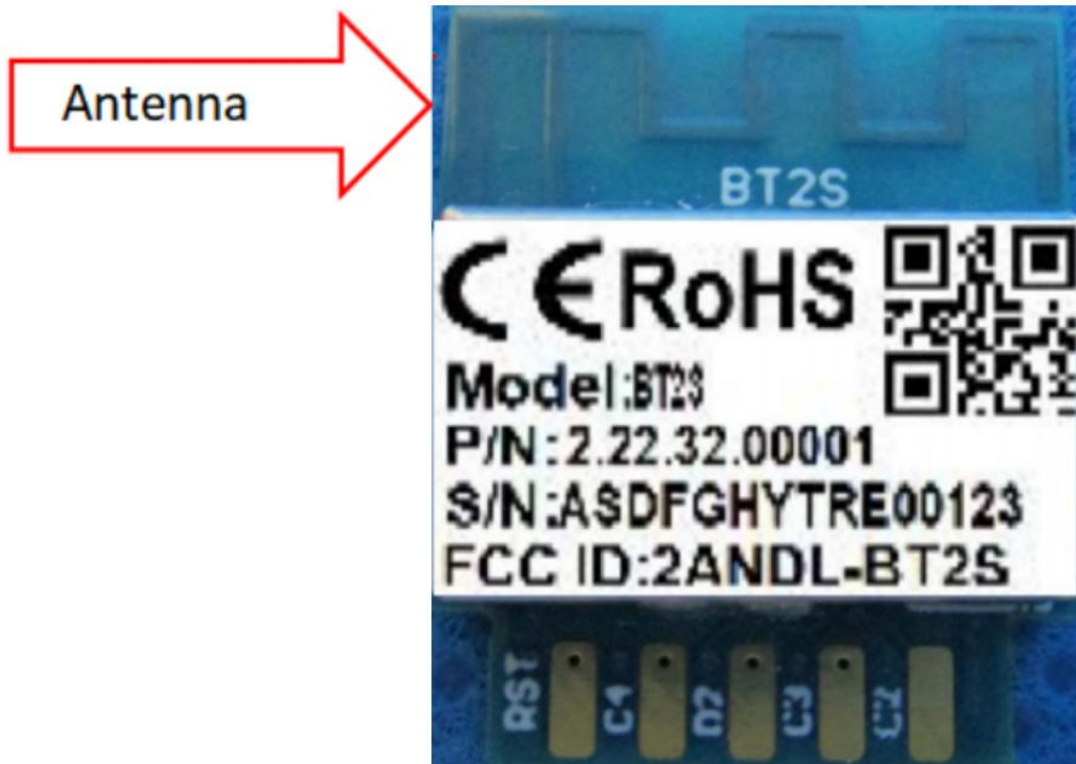 Antenna
BT2S
CE RoHS
Model:BT2S
P/N:2.22.32.00001
S/N:ASDFGHYTRE00123
FCC ID:2ANDL-BT2S
RST C4 D2 C3 C2